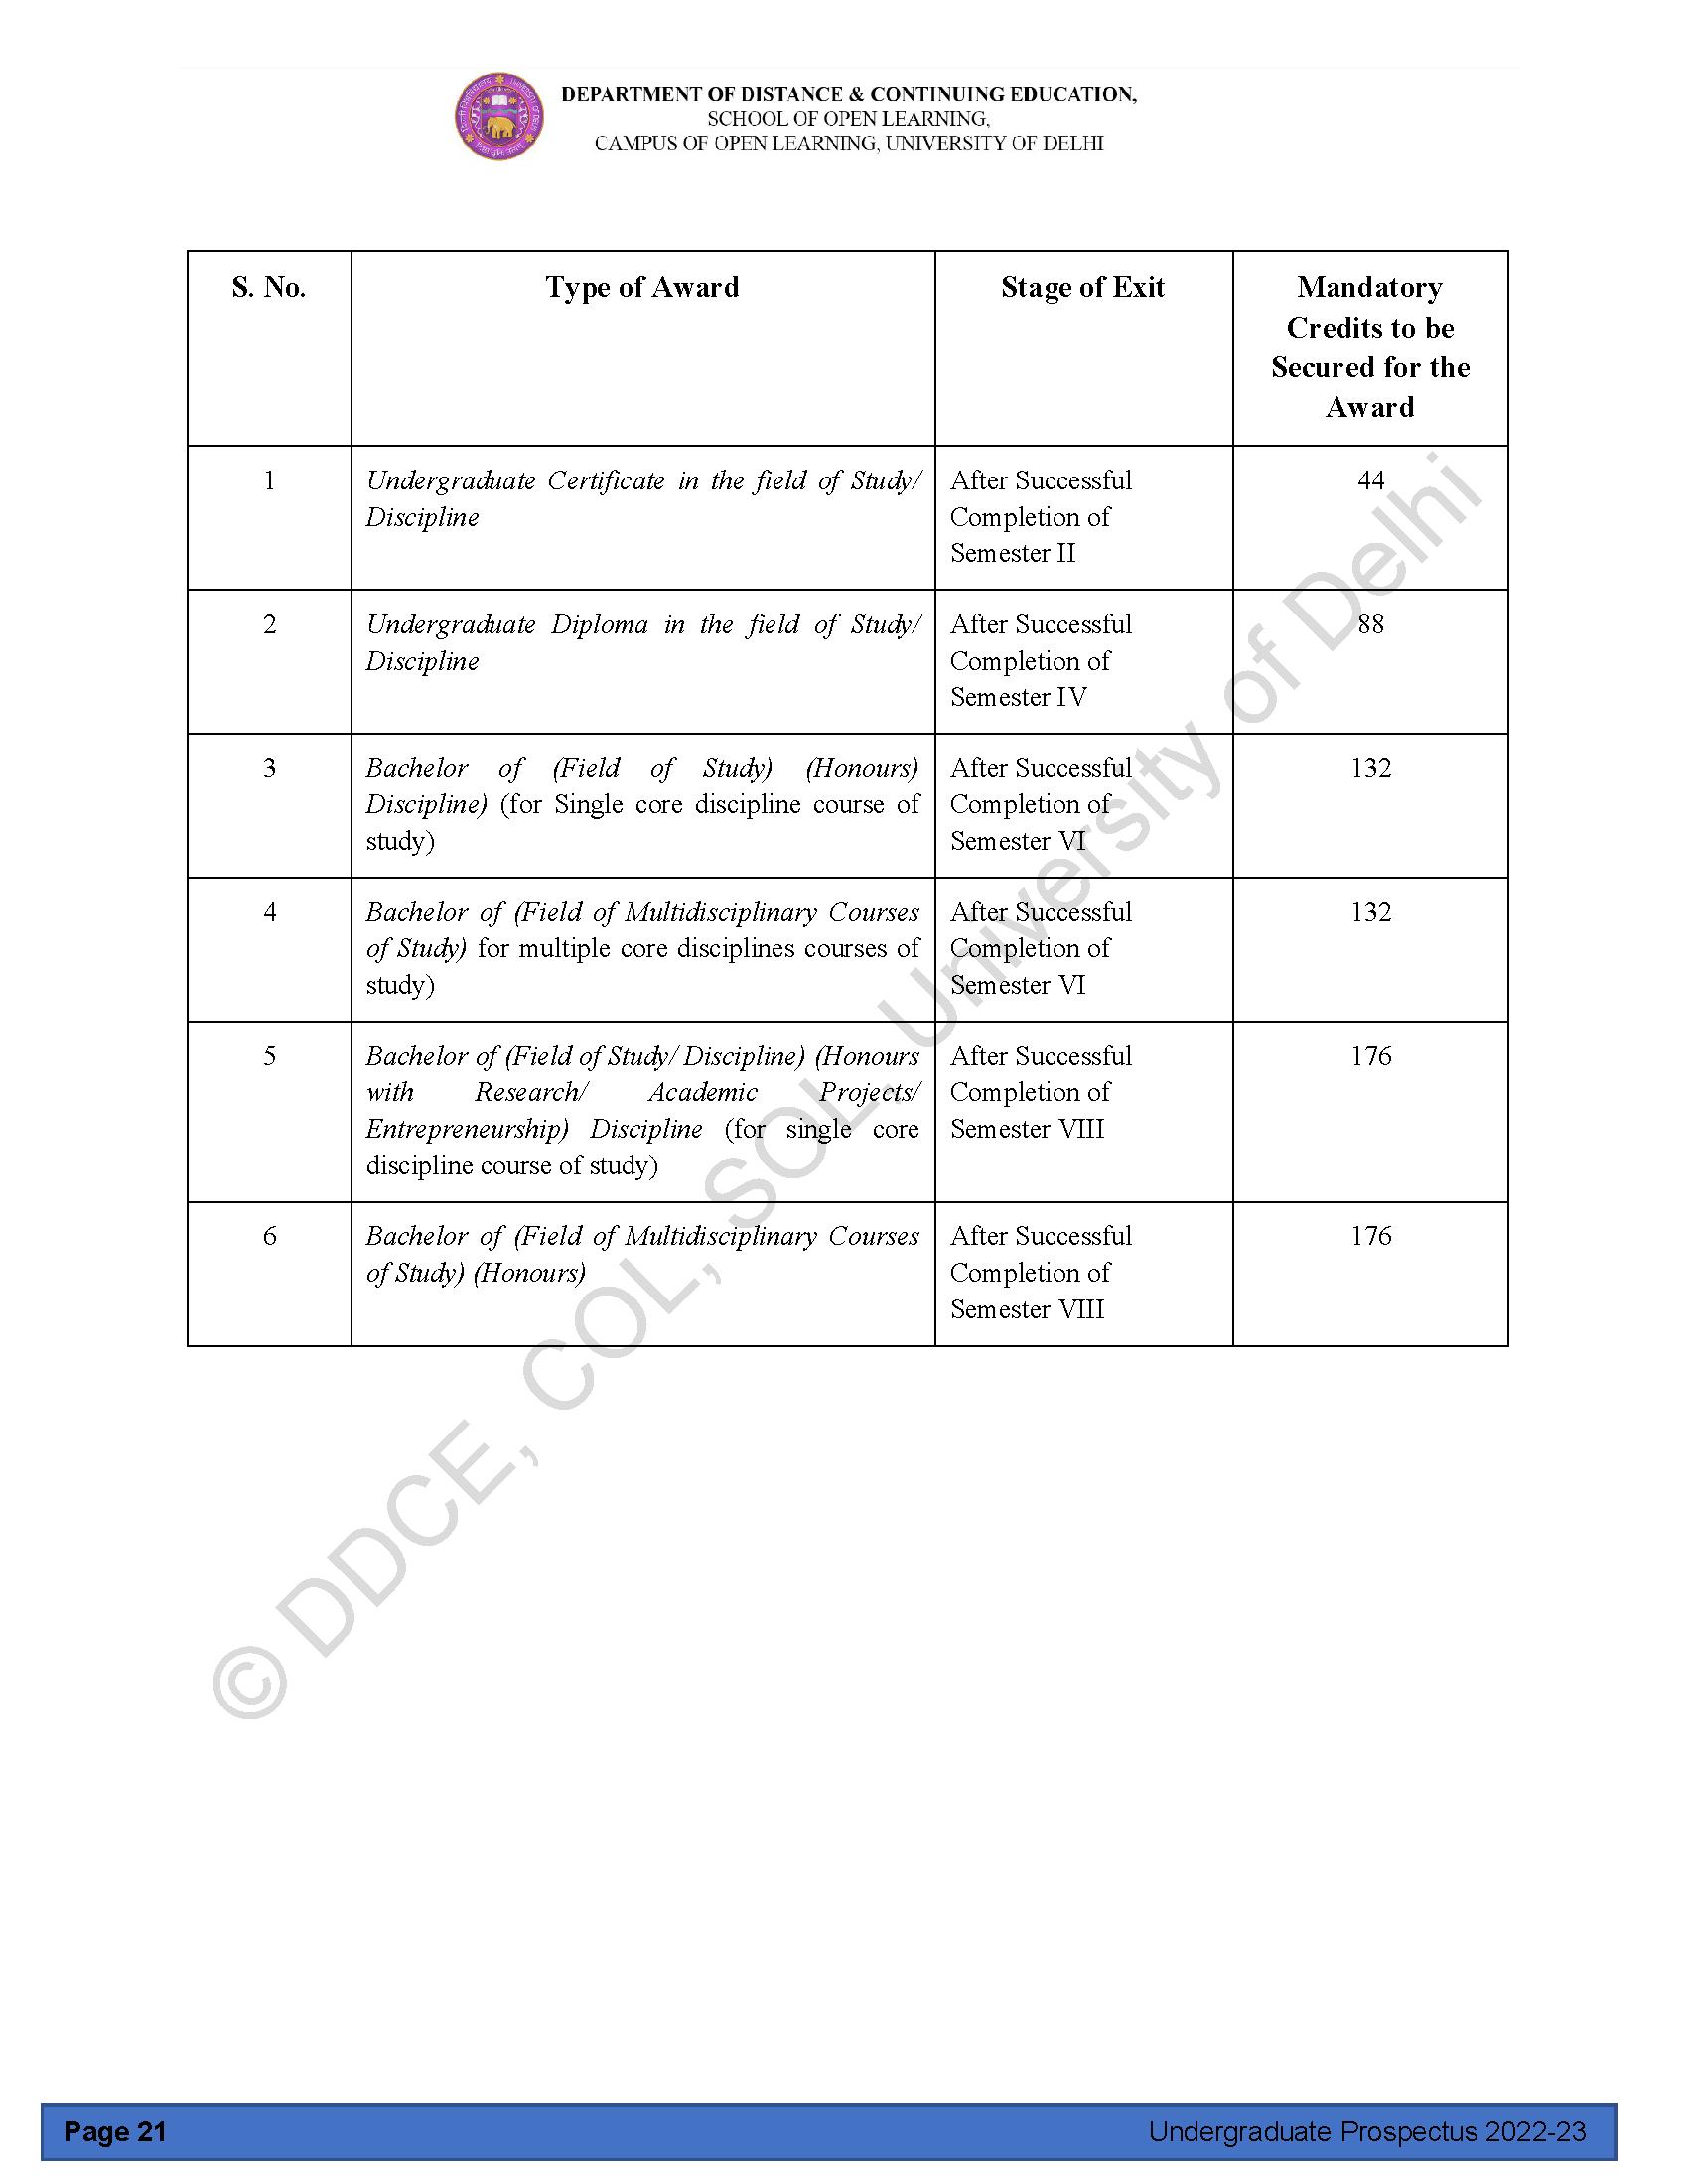 DEPARTMENT OF DISTANCE & CONTINUING EDUCATION,
SCHOOL OF OPEN LEARNING,
CAMPUS OF OPEN LEARNING, UNIVERSITY OF DELHI
S. No.
Type of Award
Stage of Exit
Mandatory
Credits to be
Secured for the
Award
1
Undergraduate Certificate in the field of Study/
Discipline
After Successful
Completion of
Semester II
44
2
Undergraduate Diploma in the field of Study/
Discipline
After Successful
Completion of
Semester IV
88
3
Bachelor of (Field of Study) (Honours)
Discipline) (for Single core discipline course of
study)
After Successful
Completion of
Semester VI
132
4
Bachelor of (Field of Multidisciplinary Courses
of Study) for multiple core disciplines courses of
study)
After Successful
Completion of
Semester VI
132
5
Bachelor of (Field of Study/ Discipline) (Honours
with Research/ Academic Projects/
Entrepreneurship) Discipline (for single core
discipline course of study)
After Successful
Completion of
Semester VIII
176
6
Bachelor of (Field of Multidisciplinary Courses
of Study) (Honours)
After Successful
Completion of
Semester VIII
176
© DDCE, COL, SOL, University of Delhi
Page 21
Undergraduate Prospectus 2022-23